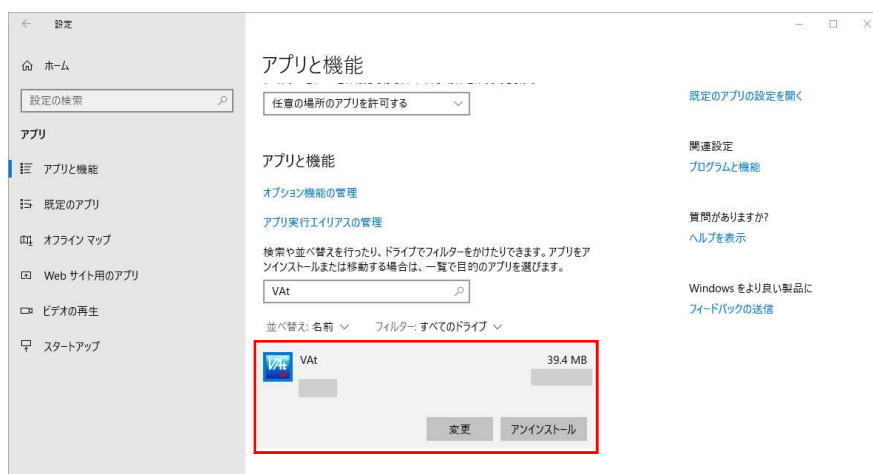 設定
ホーム
設定の検索
アプリ
アプリと機能
既定のアプリ
オフライン マップ
Web サイト用のアプリ
ビデオの再生
スタートアップ
アプリと機能
任意の場所のアプリを許可する
アプリと機能
オプション機能の管理
アプリ実行エイリアスの管理
検索や並べ替えを行ったり、ドライブでフィルターをかけたりできます。アプリをア
ンインストールまたは移動する場合は、一覧で目的のアプリを選びます。
VAt
並べ替え: 名前 フィルター: すべてのドライブ
VAt 39.4 MB
変更 アンインストール
既定のアプリの設定を開く
関連設定
プログラムと機能
質問がありますか?
ヘルプを表示
Windows をより良い製品に
フィードバックの送信